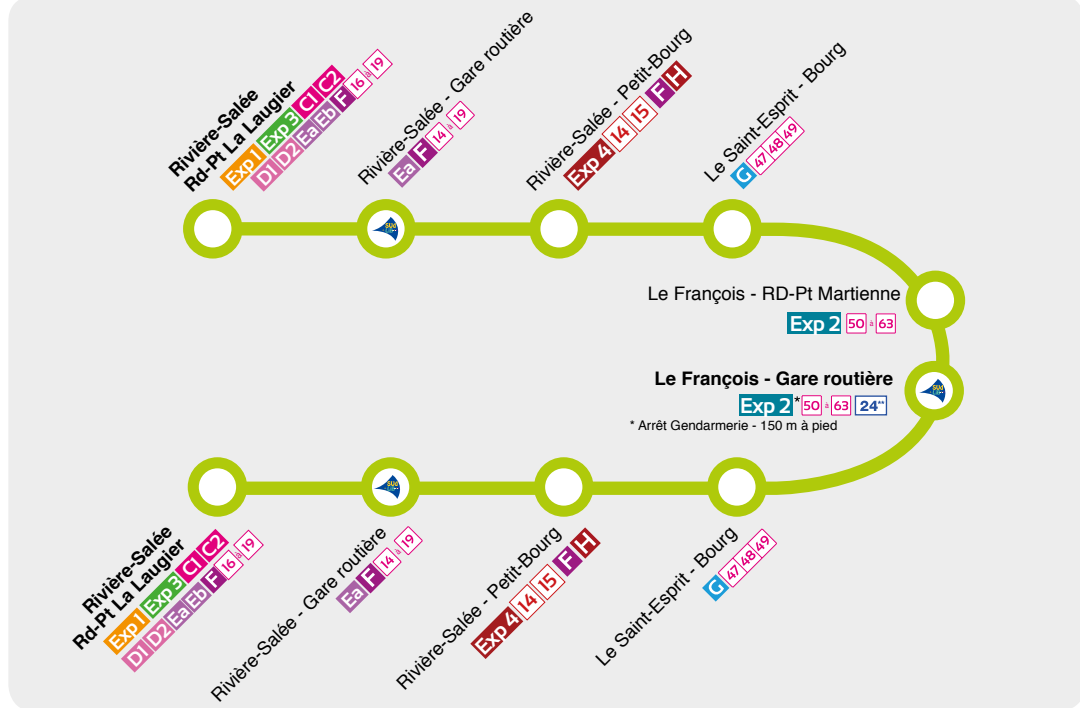 Rivière-Salée
Rd-Pt La Laugier
Exp 1 Exp 3 C1 C2
D1 D2 Ea Eb F 16 à 19
Rivière-Salée - Gare routière
Ea F 14 à 19
Rivière-Salée - Petit-Bourg
Exp 4 14 15 F H
Le Saint-Esprit - Bourg
G 47 48 49
Le François - RD-Pt Martienne
Exp 2 50 à 63
Le François - Gare routière
Exp 2 * 50 à 63 24**
* Arrêt Gendarmerie - 150 m à pied
Rivière-Salée
Rd-Pt La Laugier
Exp 1 Exp 3 C1 C2
D1 D2 Ea Eb F 16 à 19
Rivière-Salée - Gare routière
Ea F 14 à 19
Rivière-Salée - Petit-Bourg
Exp 4 14 15 F H
Le Saint-Esprit - Bourg
G 47 48 49